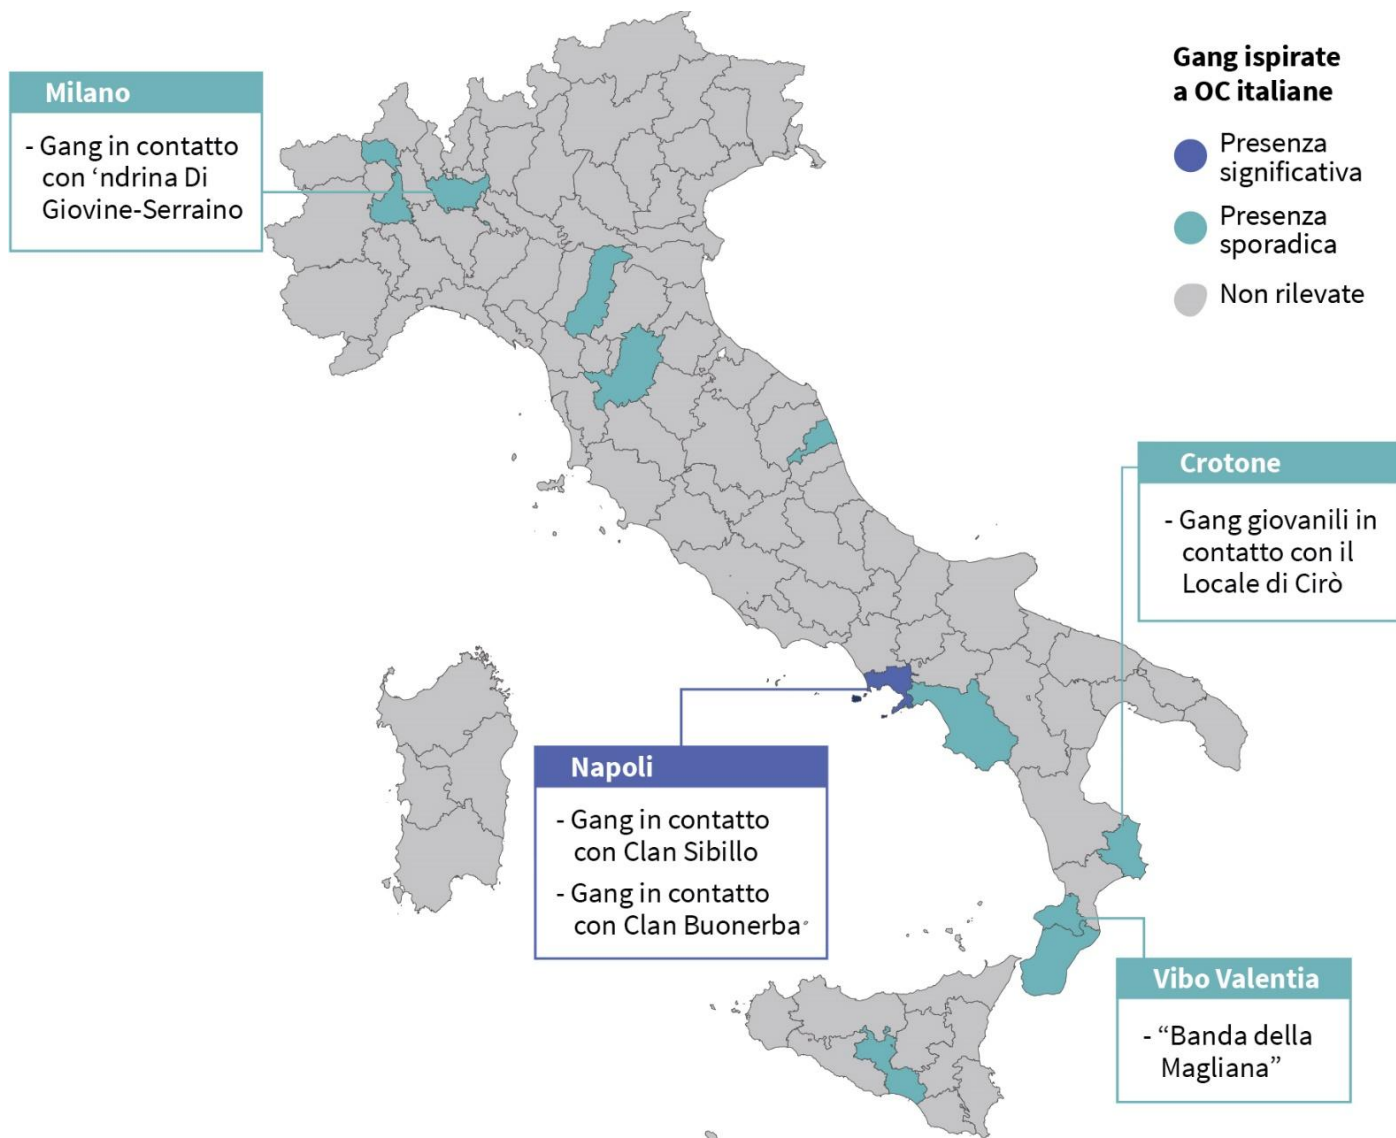 Gang ispirate
a OC italiane
Presenza
significativa
Presenza
sporadica
Non rilevate
Milano
- Gang in contatto
con ‘ndrina Di
Giovine-Serraino
Crotone
- Gang giovanili in
contatto con il
Locale di Cirò
Napoli
- Gang in contatto
con Clan Sibillo
- Gang in contatto
con Clan Buonerba
Vibo Valentia
- “Banda della
Magliana”